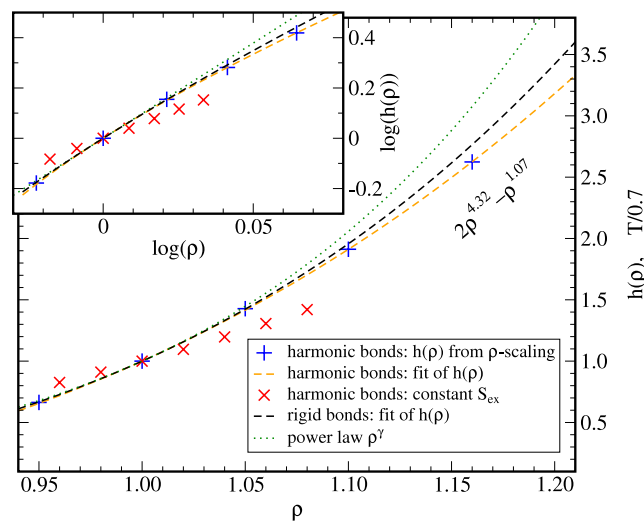 0.4
0.2
0
-0.2
log(h(ρ))
0
0.05
log(ρ)
3.5
3.0
2.5
2.0
1.5
1.0
0.5
h(ρ), T/0.7
2ρ^4.32−ρ^1.07
harmonic bonds: h(ρ) from ρ-scaling
harmonic bonds: fit of h(ρ)
harmonic bonds: constant S_ex
rigid bonds: fit of h(ρ)
power law ρ^γ
0.95
1.00
1.05
1.10
1.15
1.20
ρ